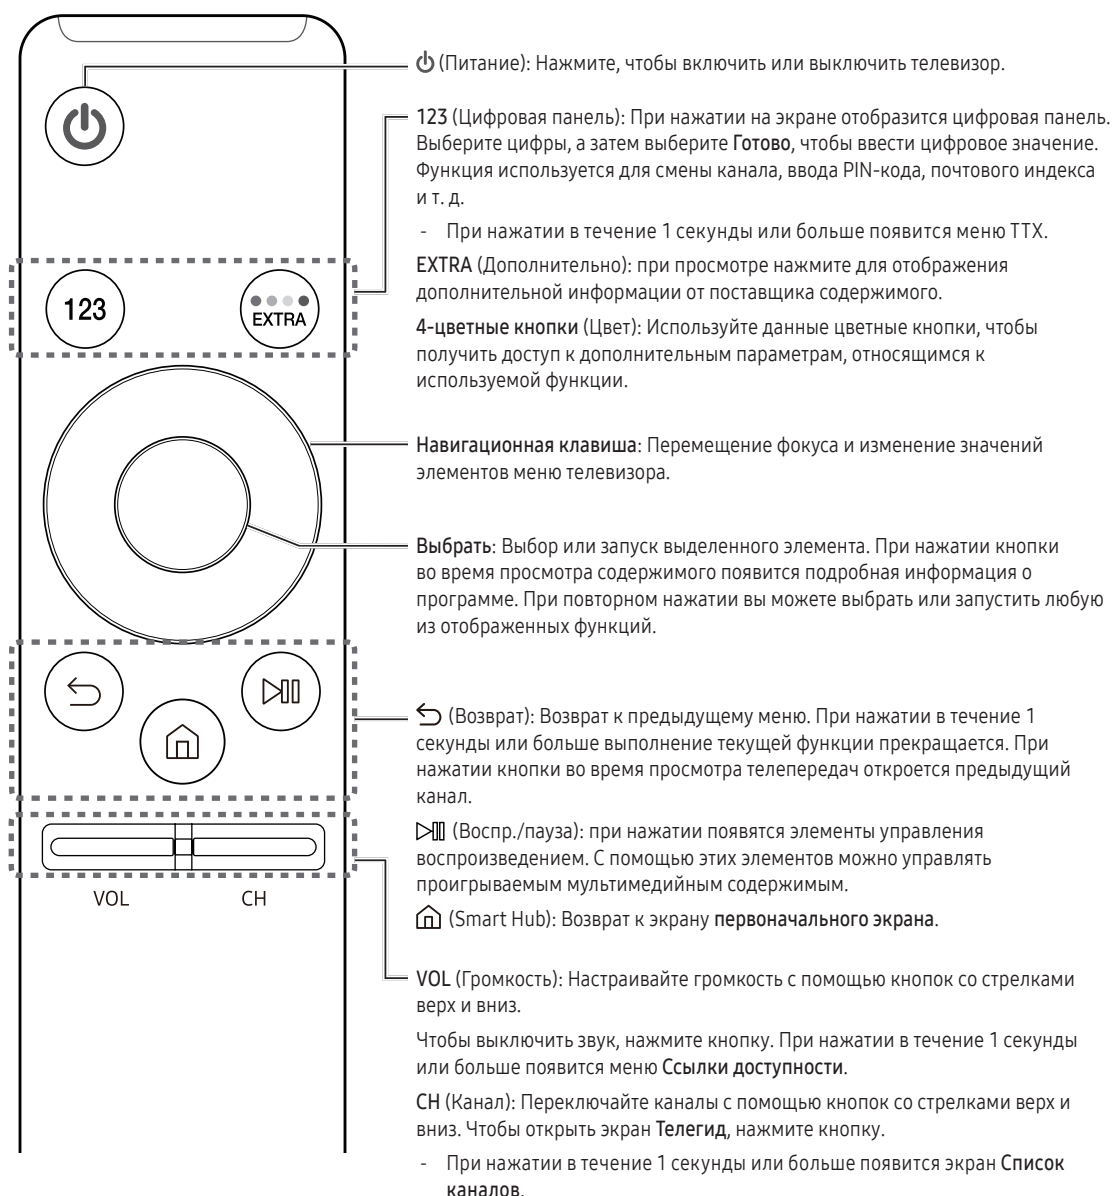 (Питание): Нажмите, чтобы включить или выключить телевизор.
123 (Цифровая панель): При нажатии на экране отобразится цифровая панель.
Выберите цифры, а затем выберите Готово, чтобы ввести цифровое значение.
Функция используется для смены канала, ввода PIN-кода, почтового индекса
и т. д.
- При нажатии в течение 1 секунды или больше появится меню TTX.
EXTRA (Дополнительно): при просмотре нажмите для отображения
дополнительной информации от поставщика содержимого.
4-цветные кнопки (Цвет): Используйте данные цветные кнопки, чтобы
получить доступ к дополнительным параметрам, относящимся к
используемой функции.
123
EXTRA
Навигационная клавиша: Перемещение фокуса и изменение значений
элементов меню телевизора.
Выбрать: Выбор или запуск выделенного элемента. При нажатии кнопки
во время просмотра содержимого появится подробная информация о
программе. При повторном нажатии вы можете выбрать или запустить любую
из отображенных функций.
(Возврат): Возврат к предыдущему меню. При нажатии в течение 1
секунды или больше выполнение текущей функции прекращается. При
нажатии кнопки во время просмотра телепередач откроется предыдущий
канал.
(Воспр./пауза): при нажатии появятся элементы управления
воспроизведением. С помощью этих элементов можно управлять
проигрываемым мультимедийным содержимым.
(Smart Hub): Возврат к экрану первоначального экрана.
VOL
CH
VOL (Громкость): Настраивайте громкость с помощью кнопок со стрелками
верх и вниз.
Чтобы выключить звук, нажмите кнопку. При нажатии в течение 1 секунды
или больше появится меню Ссылки доступности.
CH (Канал): Переключайте каналы с помощью кнопок со стрелками верх и
вниз. Чтобы открыть экран Телегид, нажмите кнопку.
- При нажатии в течение 1 секунды или больше появится экран Список
каналов.